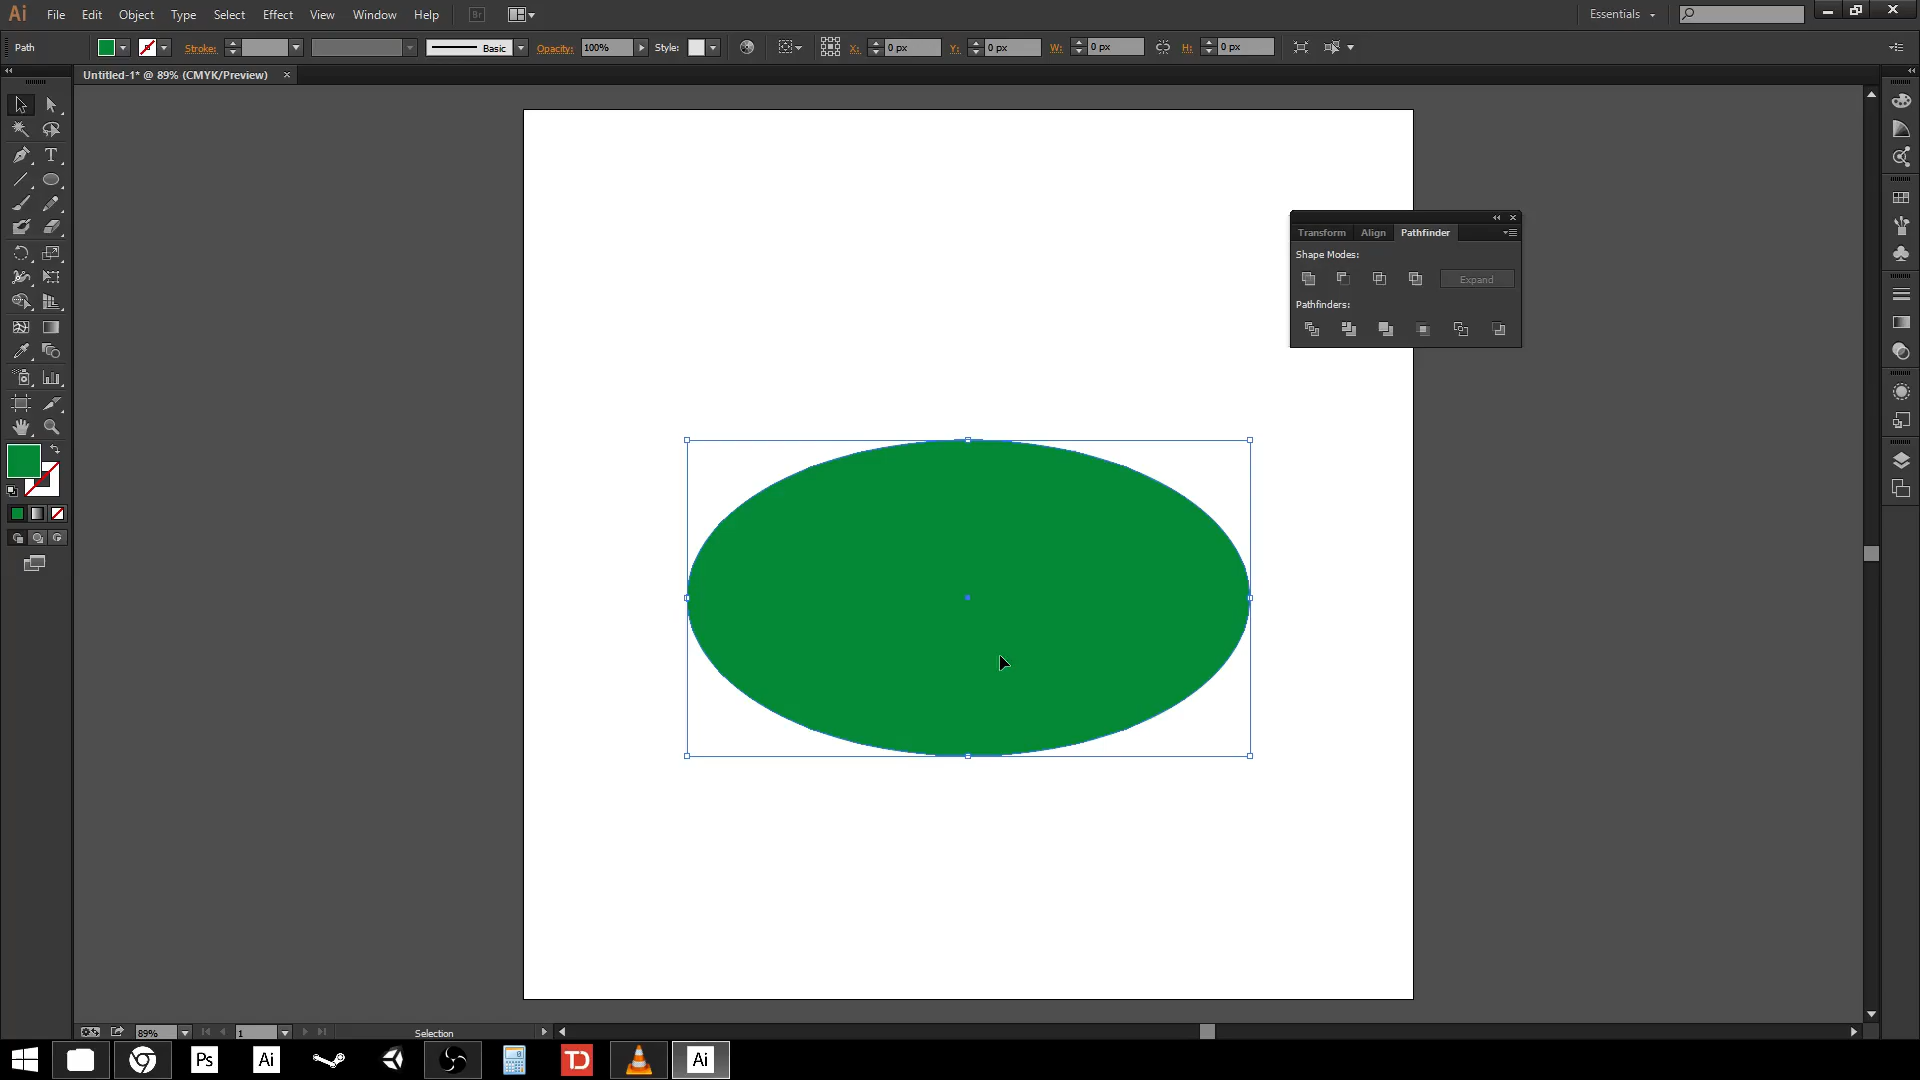 Ai File Edit Object Type Select Effect View Window Help Br Essentials
Path Stroke: Basic Opacity: 100% Style: X: 0 px Y: 0 px W: 0 px H: 0 px
Untitled-1* @ 89% (CMYK/Preview)
Transform Align Pathfinder
Shape Modes:
Expand
Pathfinders:
T
89% 1 Selection
Ps Ai TD Ai